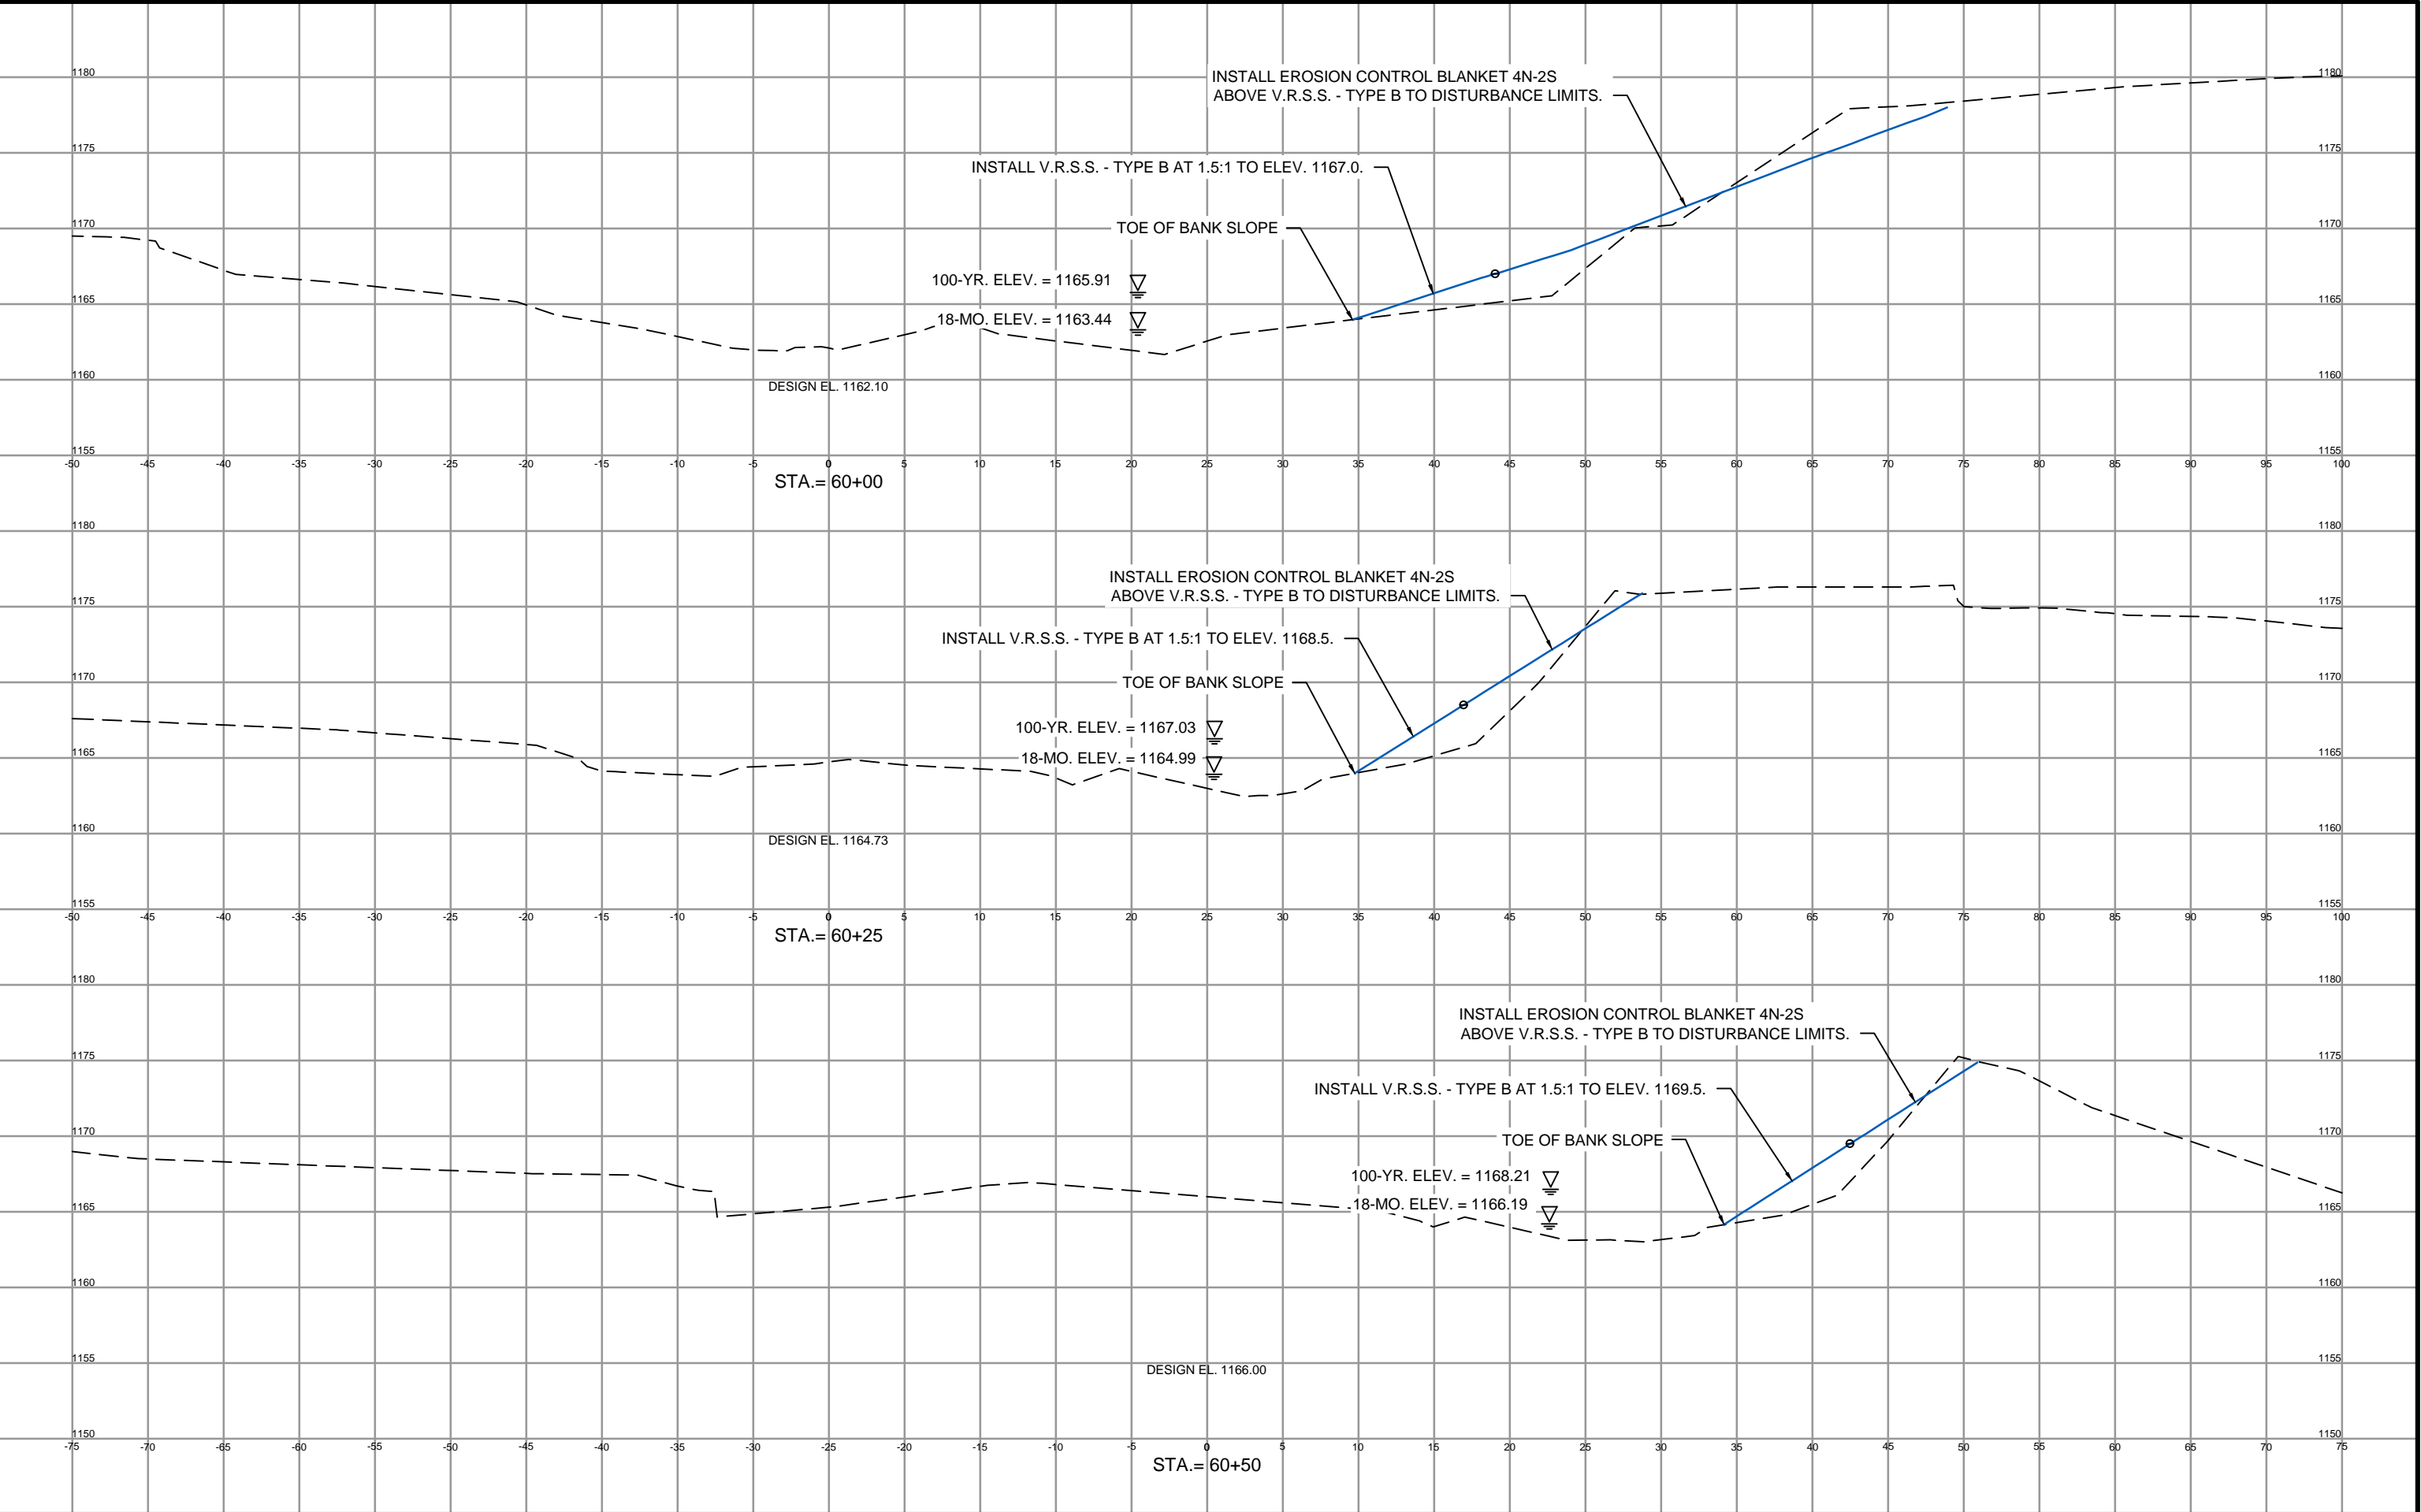 INSTALL EROSION CONTROL BLANKET 4N-2S
ABOVE V.R.S.S. - TYPE B TO DISTURBANCE LIMITS.
INSTALL V.R.S.S. - TYPE B AT 1.5:1 TO ELEV. 1167.0.
TOE OF BANK SLOPE
100-YR. ELEV. = 1165.91
18-MO. ELEV. = 1163.44
DESIGN EL. 1162.10
1180 1180
1175 1175
1170 1170
1165 1165
1160 1160
1155 1155
-50 -45 -40 -35 -30 -25 -20 -15 -10 -5 0 5 10 15 20 25 30 35 40 45 50 55 60 65 70 75 80 85 90 95 100
STA.= 60+00
INSTALL EROSION CONTROL BLANKET 4N-2S
ABOVE V.R.S.S. - TYPE B TO DISTURBANCE LIMITS.
INSTALL V.R.S.S. - TYPE B AT 1.5:1 TO ELEV. 1168.5.
TOE OF BANK SLOPE
100-YR. ELEV. = 1167.03
18-MO. ELEV. = 1164.99
DESIGN EL. 1164.73
1180 1180
1175 1175
1170 1170
1165 1165
1160 1160
1155 1155
-50 -45 -40 -35 -30 -25 -20 -15 -10 -5 0 5 10 15 20 25 30 35 40 45 50 55 60 65 70 75 80 85 90 95 100
STA.= 60+25
INSTALL EROSION CONTROL BLANKET 4N-2S
ABOVE V.R.S.S. - TYPE B TO DISTURBANCE LIMITS.
INSTALL V.R.S.S. - TYPE B AT 1.5:1 TO ELEV. 1169.5.
TOE OF BANK SLOPE
100-YR. ELEV. = 1168.21
18-MO. ELEV. = 1166.19
DESIGN EL. 1166.00
1180 1180
1175 1175
1170 1170
1165 1165
1160 1160
1155 1155
1150 1150
-75 -70 -65 -60 -55 -50 -45 -40 -35 -30 -25 -20 -15 -10 -5 0 5 10 15 20 25 30 35 40 45 50 55 60 65 70 75
STA.= 60+50